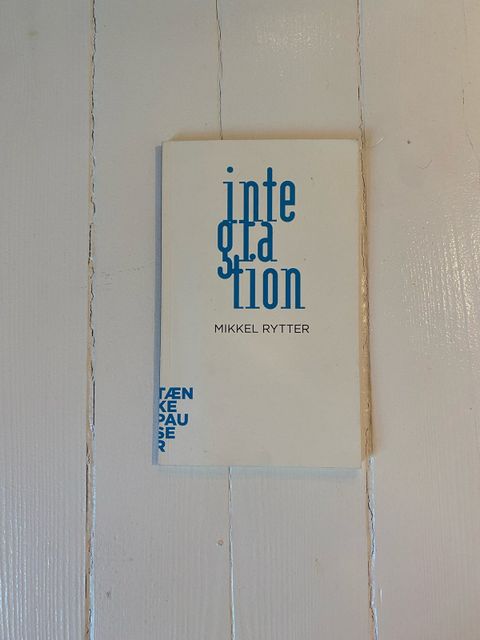 inte
gra
tion
MIKKEL RYTTER
TÆN
KE
PAU
SE
R